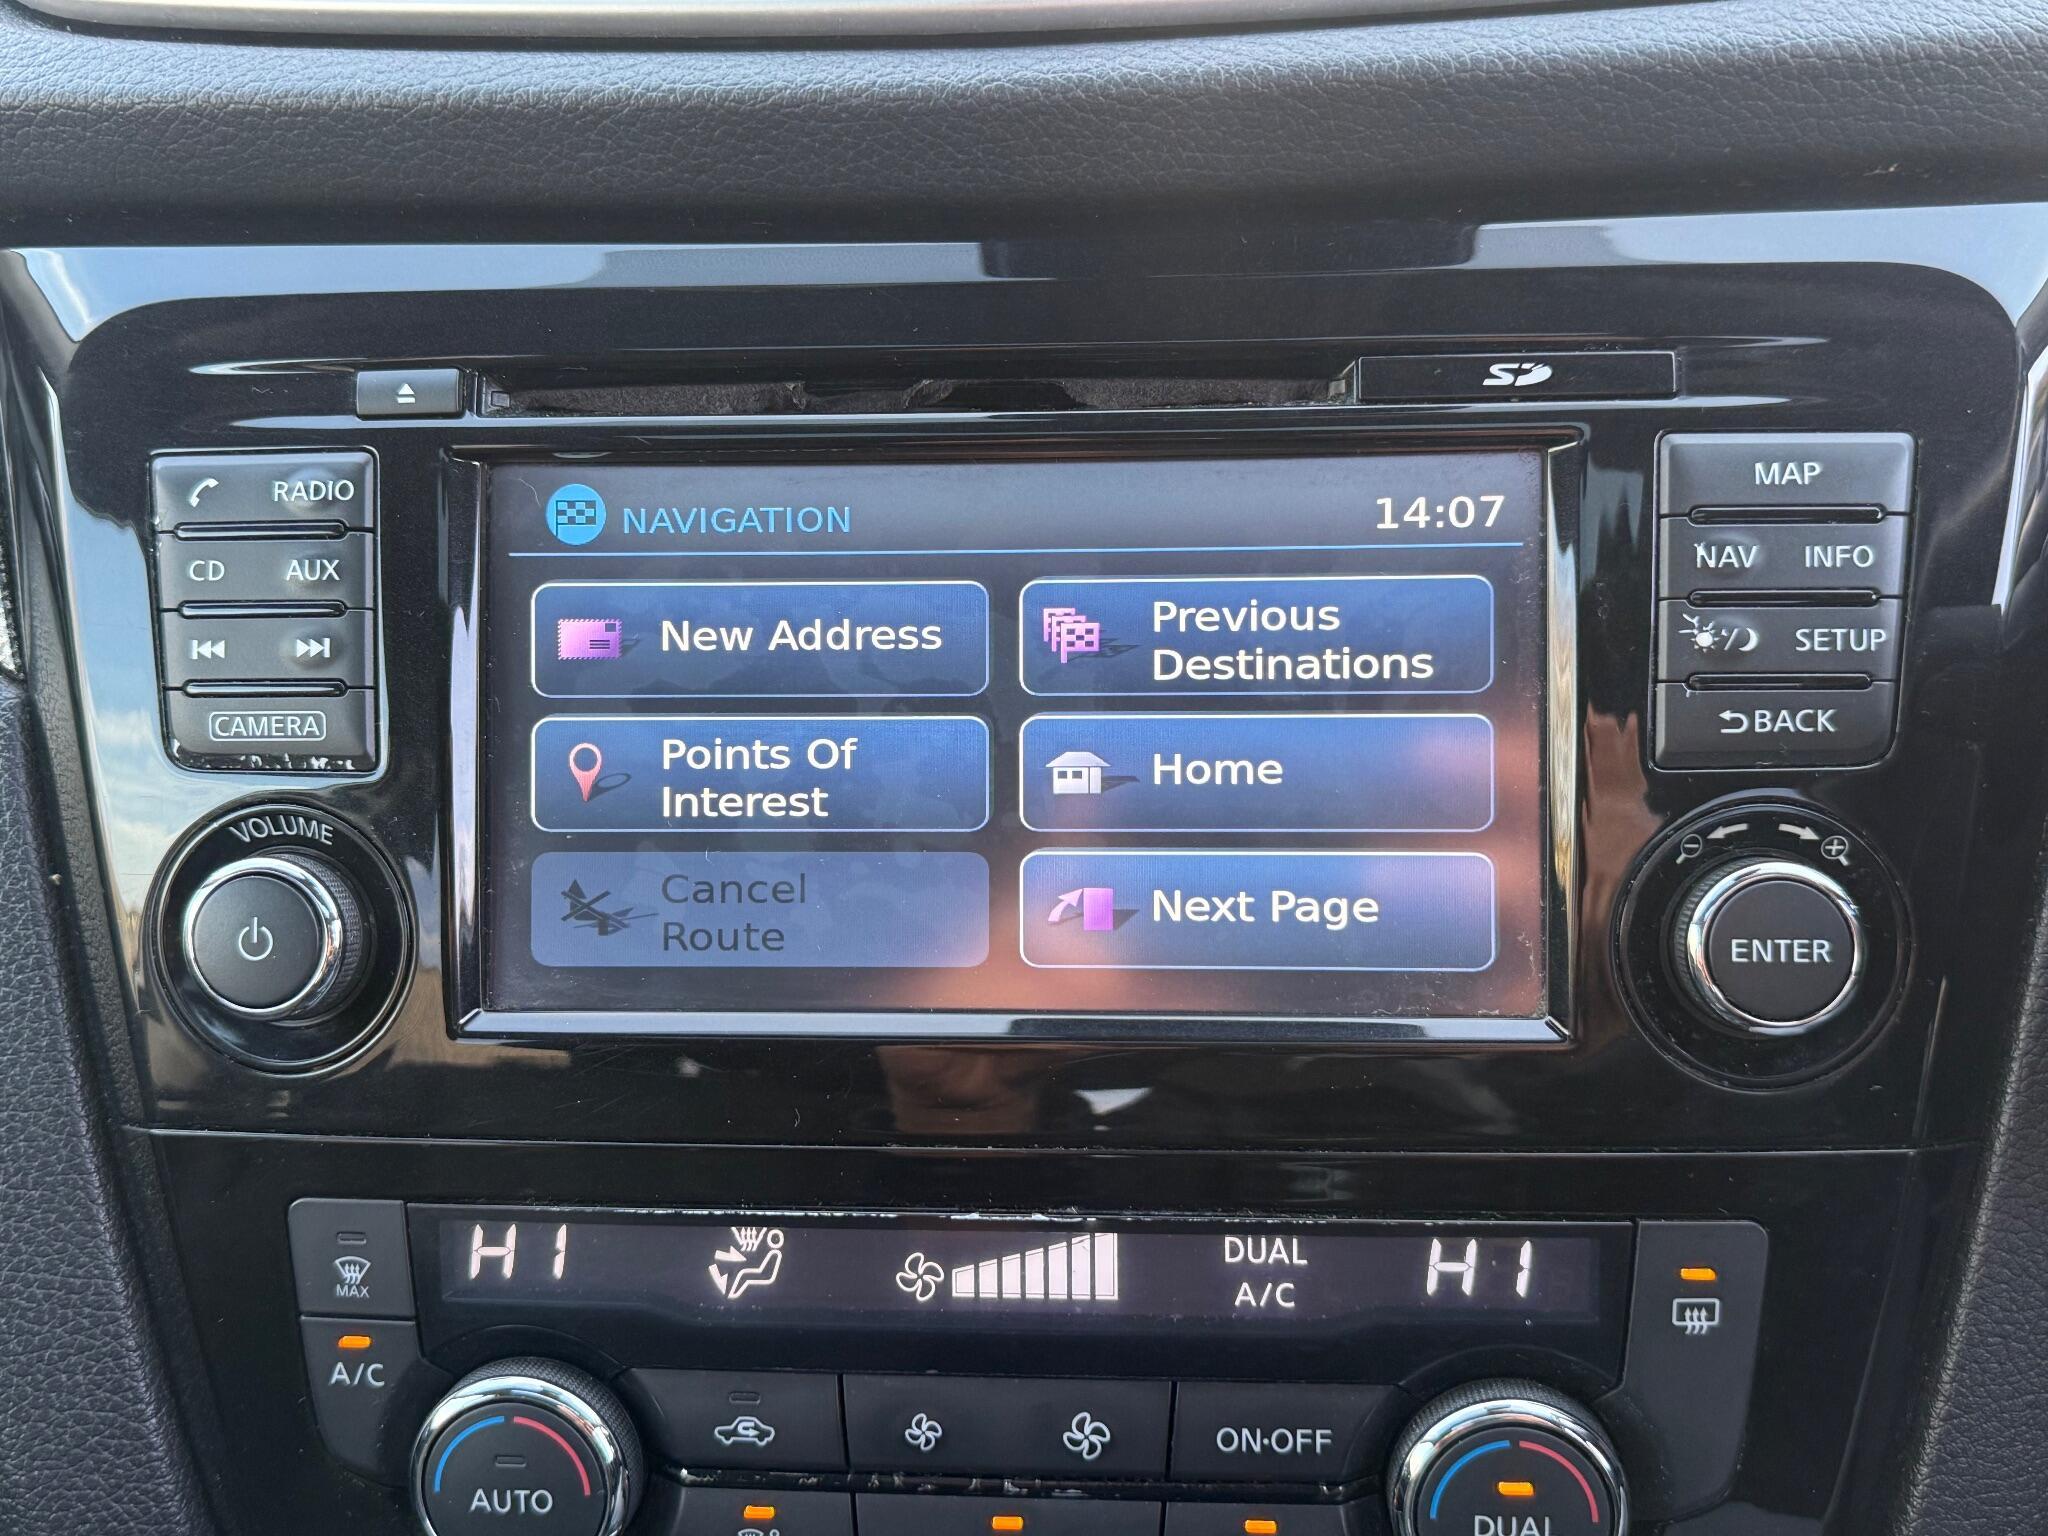 SD
RADIO
CD AUX
CAMERA
VOLUME
NAVIGATION 14:07
New Address
Previous
Destinations
Points Of
Interest
Home
Cancel
Route
Next Page
MAP
NAV INFO
SETUP
BACK
ENTER
MAX
A/C
HI
DUAL
A/C
HI
AUTO
ON·OFF
DUAL